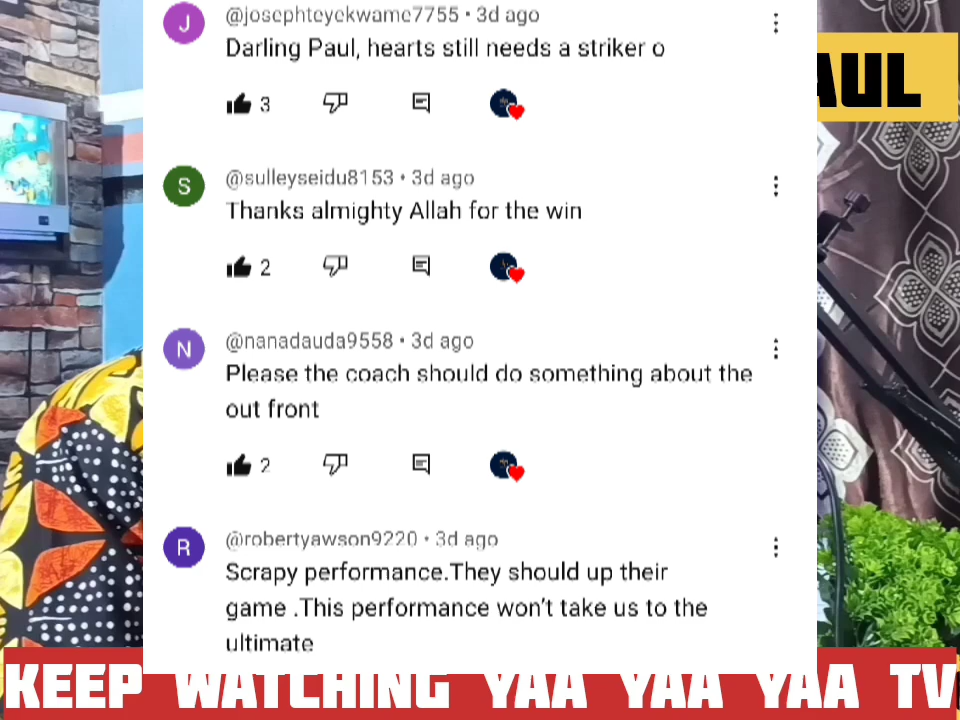 J
@josephteyekwame7755 • 3d ago
Darling Paul, hearts still needs a striker o
3
AUL
S
@sulleyseidu8153 • 3d ago
Thanks almighty Allah for the win
2
N
@nanadauda9558 • 3d ago
Please the coach should do something about the
out front
2
R
@robertyawson9220 • 3d ago
Scrapy performance.They should up their
game .This performance won't take us to the
ultimate
KEEP WATCHING YAA YAA YAA TV